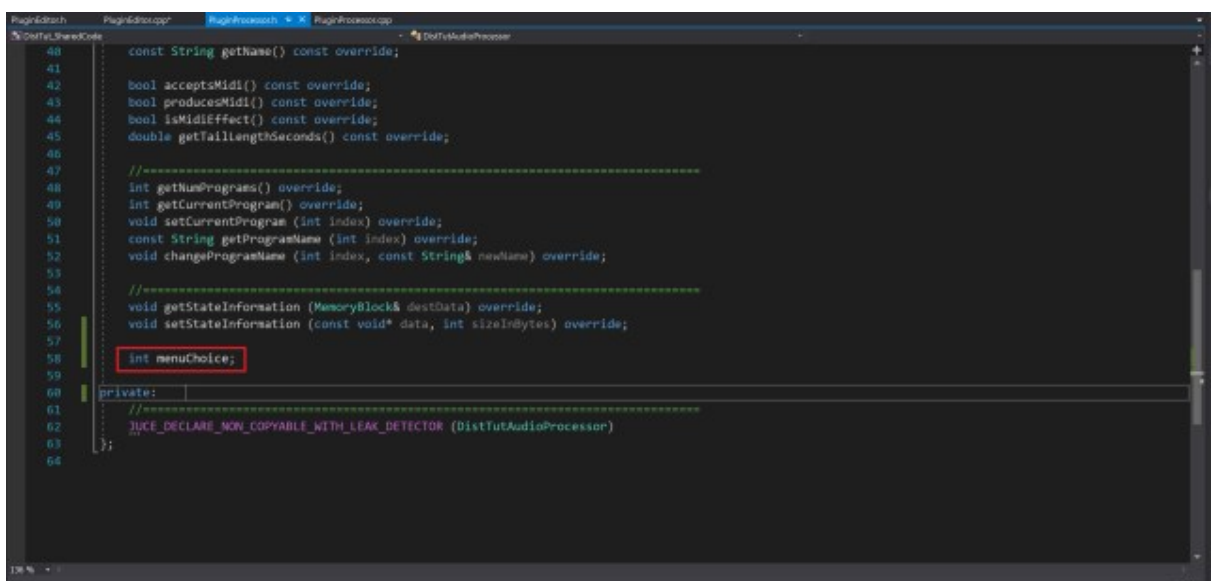 PluginEditor.h PluginEditor.cpp* PluginProcessor.h PluginProcessor.cpp
DistTut_SharedCode DistTutAudioProcessor
40 const String getName() const override;
41
42 bool acceptsMidi() const override;
43 bool producesMidi() const override;
44 bool isMidiEffect() const override;
45 double getTailLengthSeconds() const override;
46
47 //==============================================================================
48 int getNumPrograms() override;
49 int getCurrentProgram() override;
50 void setCurrentProgram (int index) override;
51 const String getProgramName (int index) override;
52 void changeProgramName (int index, const String& newName) override;
53
54 //==============================================================================
55 void getStateInformation (MemoryBlock& destData) override;
56 void setStateInformation (const void* data, int sizeInBytes) override;
57
58 int menuChoice;
59
60 private:
61 //==============================================================================
62 JUCE_DECLARE_NON_COPYABLE_WITH_LEAK_DETECTOR (DistTutAudioProcessor)
63 };
64